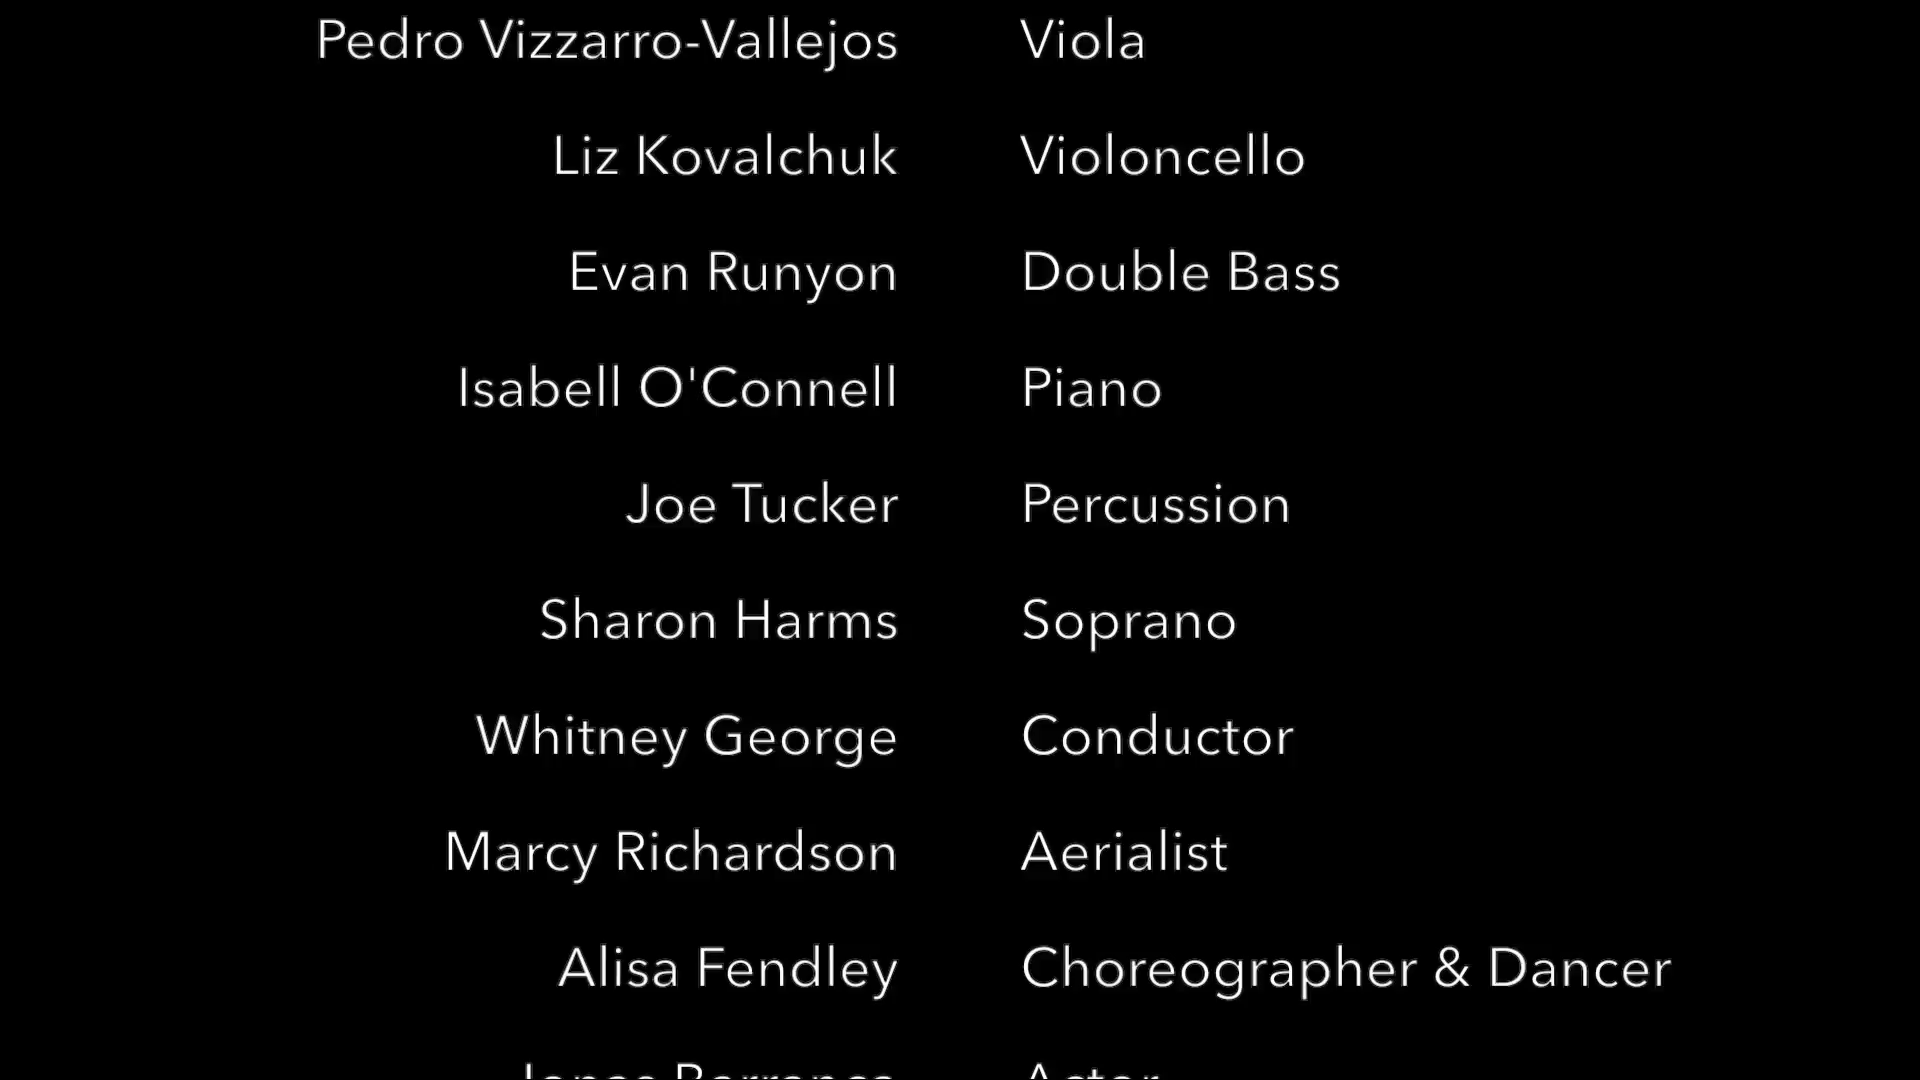 Pedro Vizzarro-Vallejos Viola
Liz Kovalchuk Violoncello
Evan Runyon Double Bass
Isabell O'Connell Piano
Joe Tucker Percussion
Sharon Harms Soprano
Whitney George Conductor
Marcy Richardson Aerialist
Alisa Fendley Choreographer & Dancer
Actor